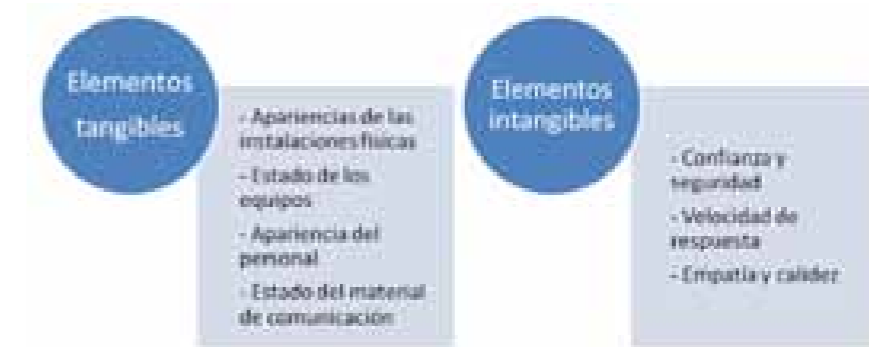 Elementos
tangibles
- Apariencias de las
instalaciones físicas
- Estado de los
equipos
- Apariencia del
personal
- Estado del material
de comunicación
Elementos
intangibles
- Confianza y
seguridad
- Velocidad de
respuesta
- Empatía y calidez